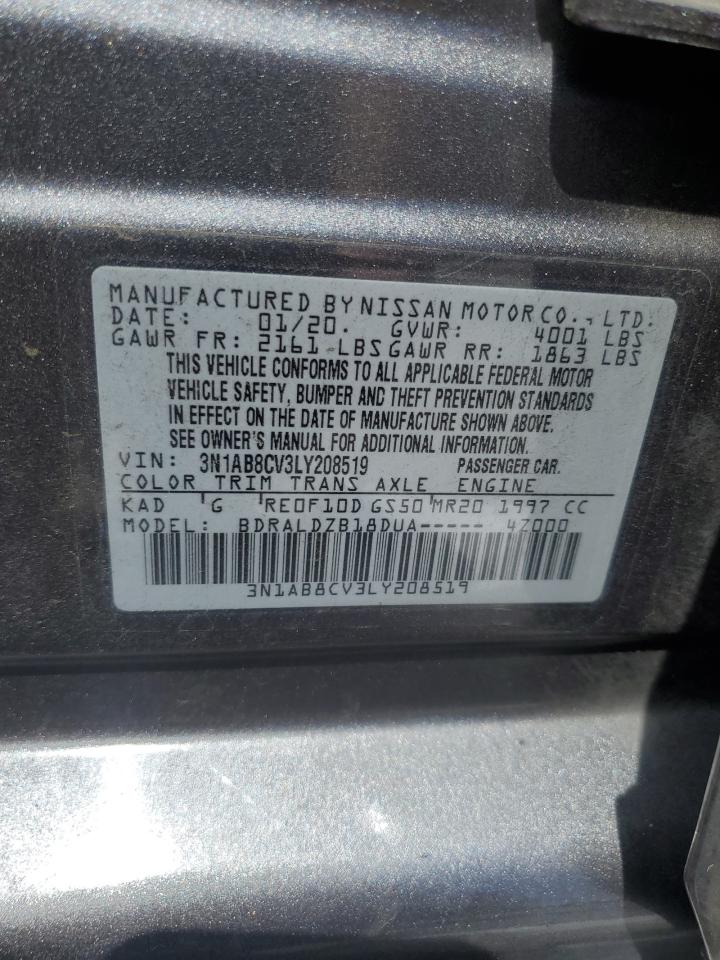 MANUFACTURED BY NISSAN MOTOR CO., LTD.
DATE: 01/20. GVWR: 4001 LBS
GAWR FR: 2161 LBS GAWR RR: 1863 LBS
THIS VEHICLE CONFORMS TO ALL APPLICABLE FEDERAL MOTOR
VEHICLE SAFETY, BUMPER AND THEFT PREVENTION STANDARDS
IN EFFECT ON THE DATE OF MANUFACTURE SHOWN ABOVE.
SEE OWNER'S MANUAL FOR ADDITIONAL INFORMATION.
VIN: 3N1AB8CV3LY208519 PASSENGER CAR.
COLOR TRIM TRANS AXLE ENGINE
KAD G RE0F10D GS50 MR20 1997 CC
MODEL: BDRALDZB18DUA----- 4Z000
3N1AB8CV3LY208519